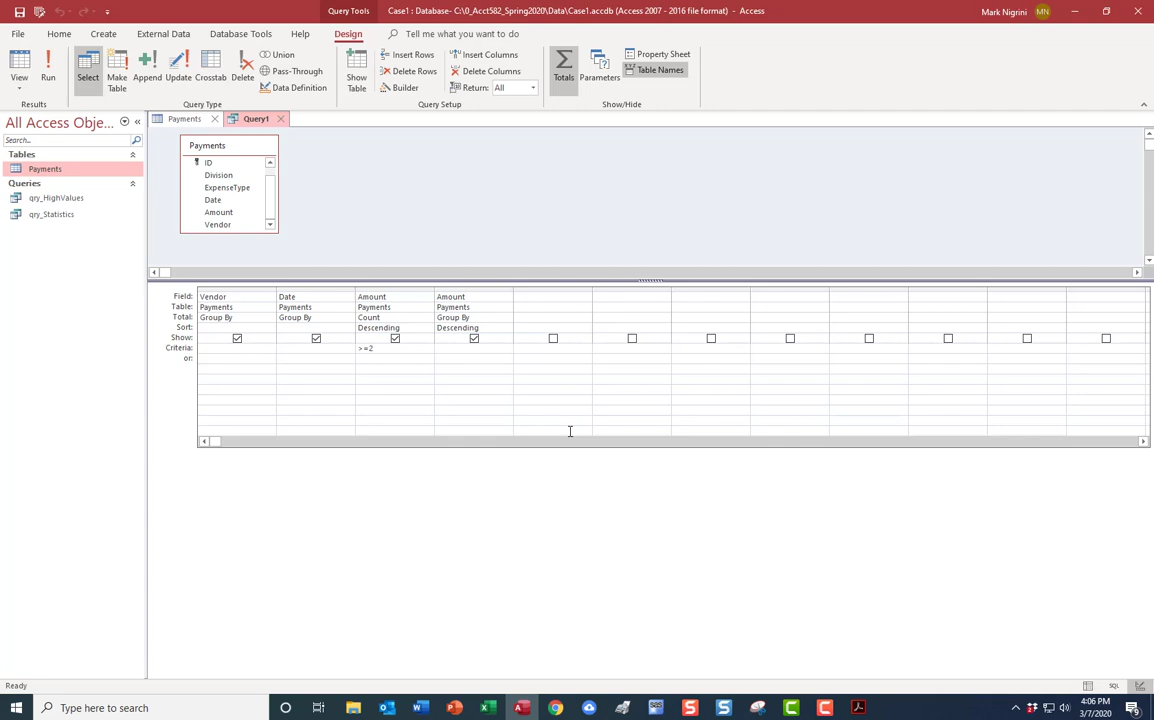 Query Tools
Case1 : Database- C:\0_Acct582_Spring2020\Data\Case1.accdb (Access 2007 - 2016 file format) - Access
Mark Nigrini
MN
File
Home
Create
External Data
Database Tools
Help
Design
Tell me what you want to do
View
Run
Select
Make
Table
Append
Update
Crosstab
Delete
Union
Pass-Through
Data Definition
Show
Table
Insert Rows
Delete Rows
Builder
Insert Columns
Delete Columns
Return:
All
Totals
Parameters
Property Sheet
Table Names
Results
Query Type
Query Setup
Show/Hide
All Access Obje...
Search...
Tables
Payments
Queries
qry_HighValues
qry_Statistics
Payments
Query1
Payments
ID
Division
ExpenseType
Date
Amount
Vendor
Field: Vendor Date Amount Amount
Table: Payments Payments Payments Payments
Total: Group By Group By Count Group By
Sort: Descending Descending
Show:
Criteria: >=2
or:
Ready
SQL
Type here to search
4:06 PM
3/7/2020
9